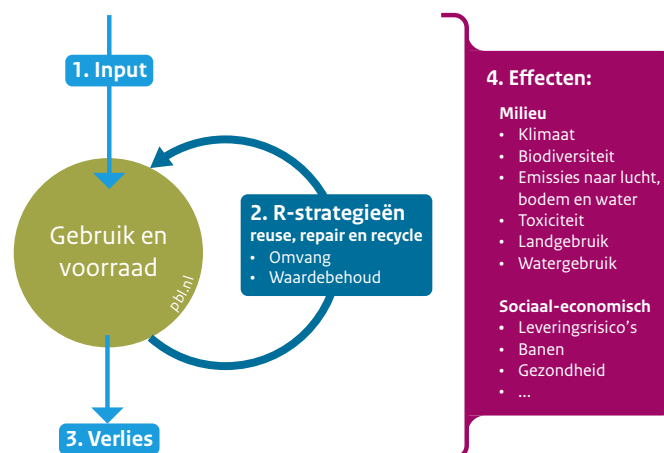 1. Input
Gebruik en
voorraad
pbl.nl
2. R-strategieën
reuse, repair en recycle
• Omvang
• Waardebehoud
3. Verlies
4. Effecten:
Milieu
• Klimaat
• Biodiversiteit
• Emissies naar lucht,
bodem en water
• Toxiciteit
• Landgebruik
• Watergebruik
Sociaal-economisch
• Leveringsrisico’s
• Banen
• Gezondheid
• ...